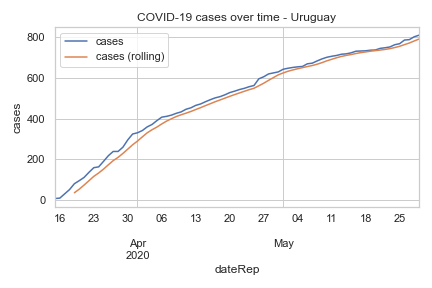 COVID-19 cases over time - Uruguay
cases
cases (rolling)
800
600
400
200
0
cases
16 23 30 06 13 20 27 04 11 18 25
Apr May
2020
dateRep